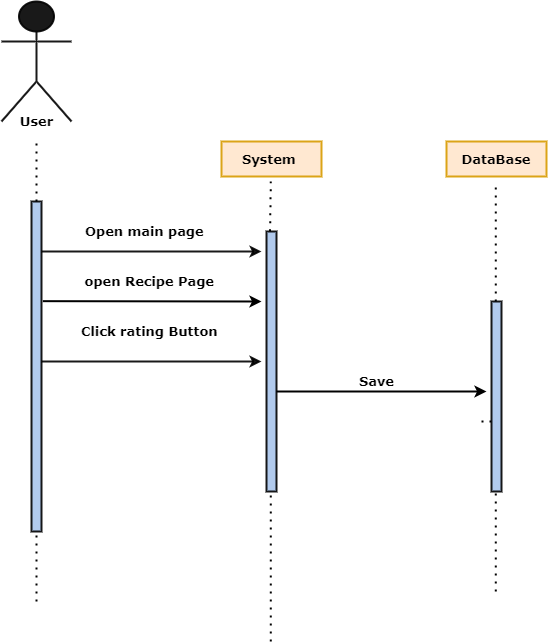 User
System
DataBase
Open main page
open Recipe Page
Click rating Button
Save